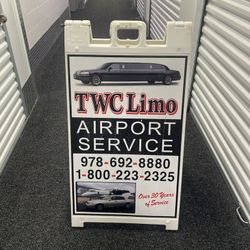 TWC Limo
AIRPORT
SERVICE
978-692-8880
1-800-223-2325
Over 30 Years
of Service